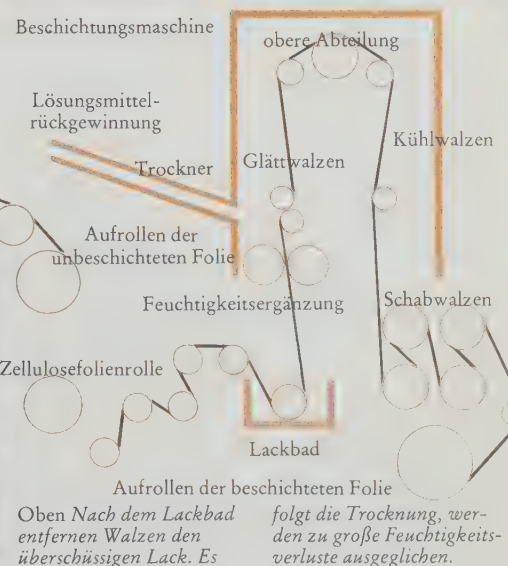 Beschichtungsmaschine
obere Abteilung
Lösungsmittel-
rückgewinnung
Kühlwalzen
Trockner
Glättwalzen
Aufrollen der
unbeschichteten Folie
Feuchtigkeitsergänzung
Schabwalzen
Zellulosefolienrolle
Lackbad
Aufrollen der beschichteten Folie
Oben Nach dem Lackbad
entfernen Walzen den
überschüssigen Lack. Es
folgt die Trocknung, wer-
den zu große Feuchtigkeits-
verluste ausgeglichen.